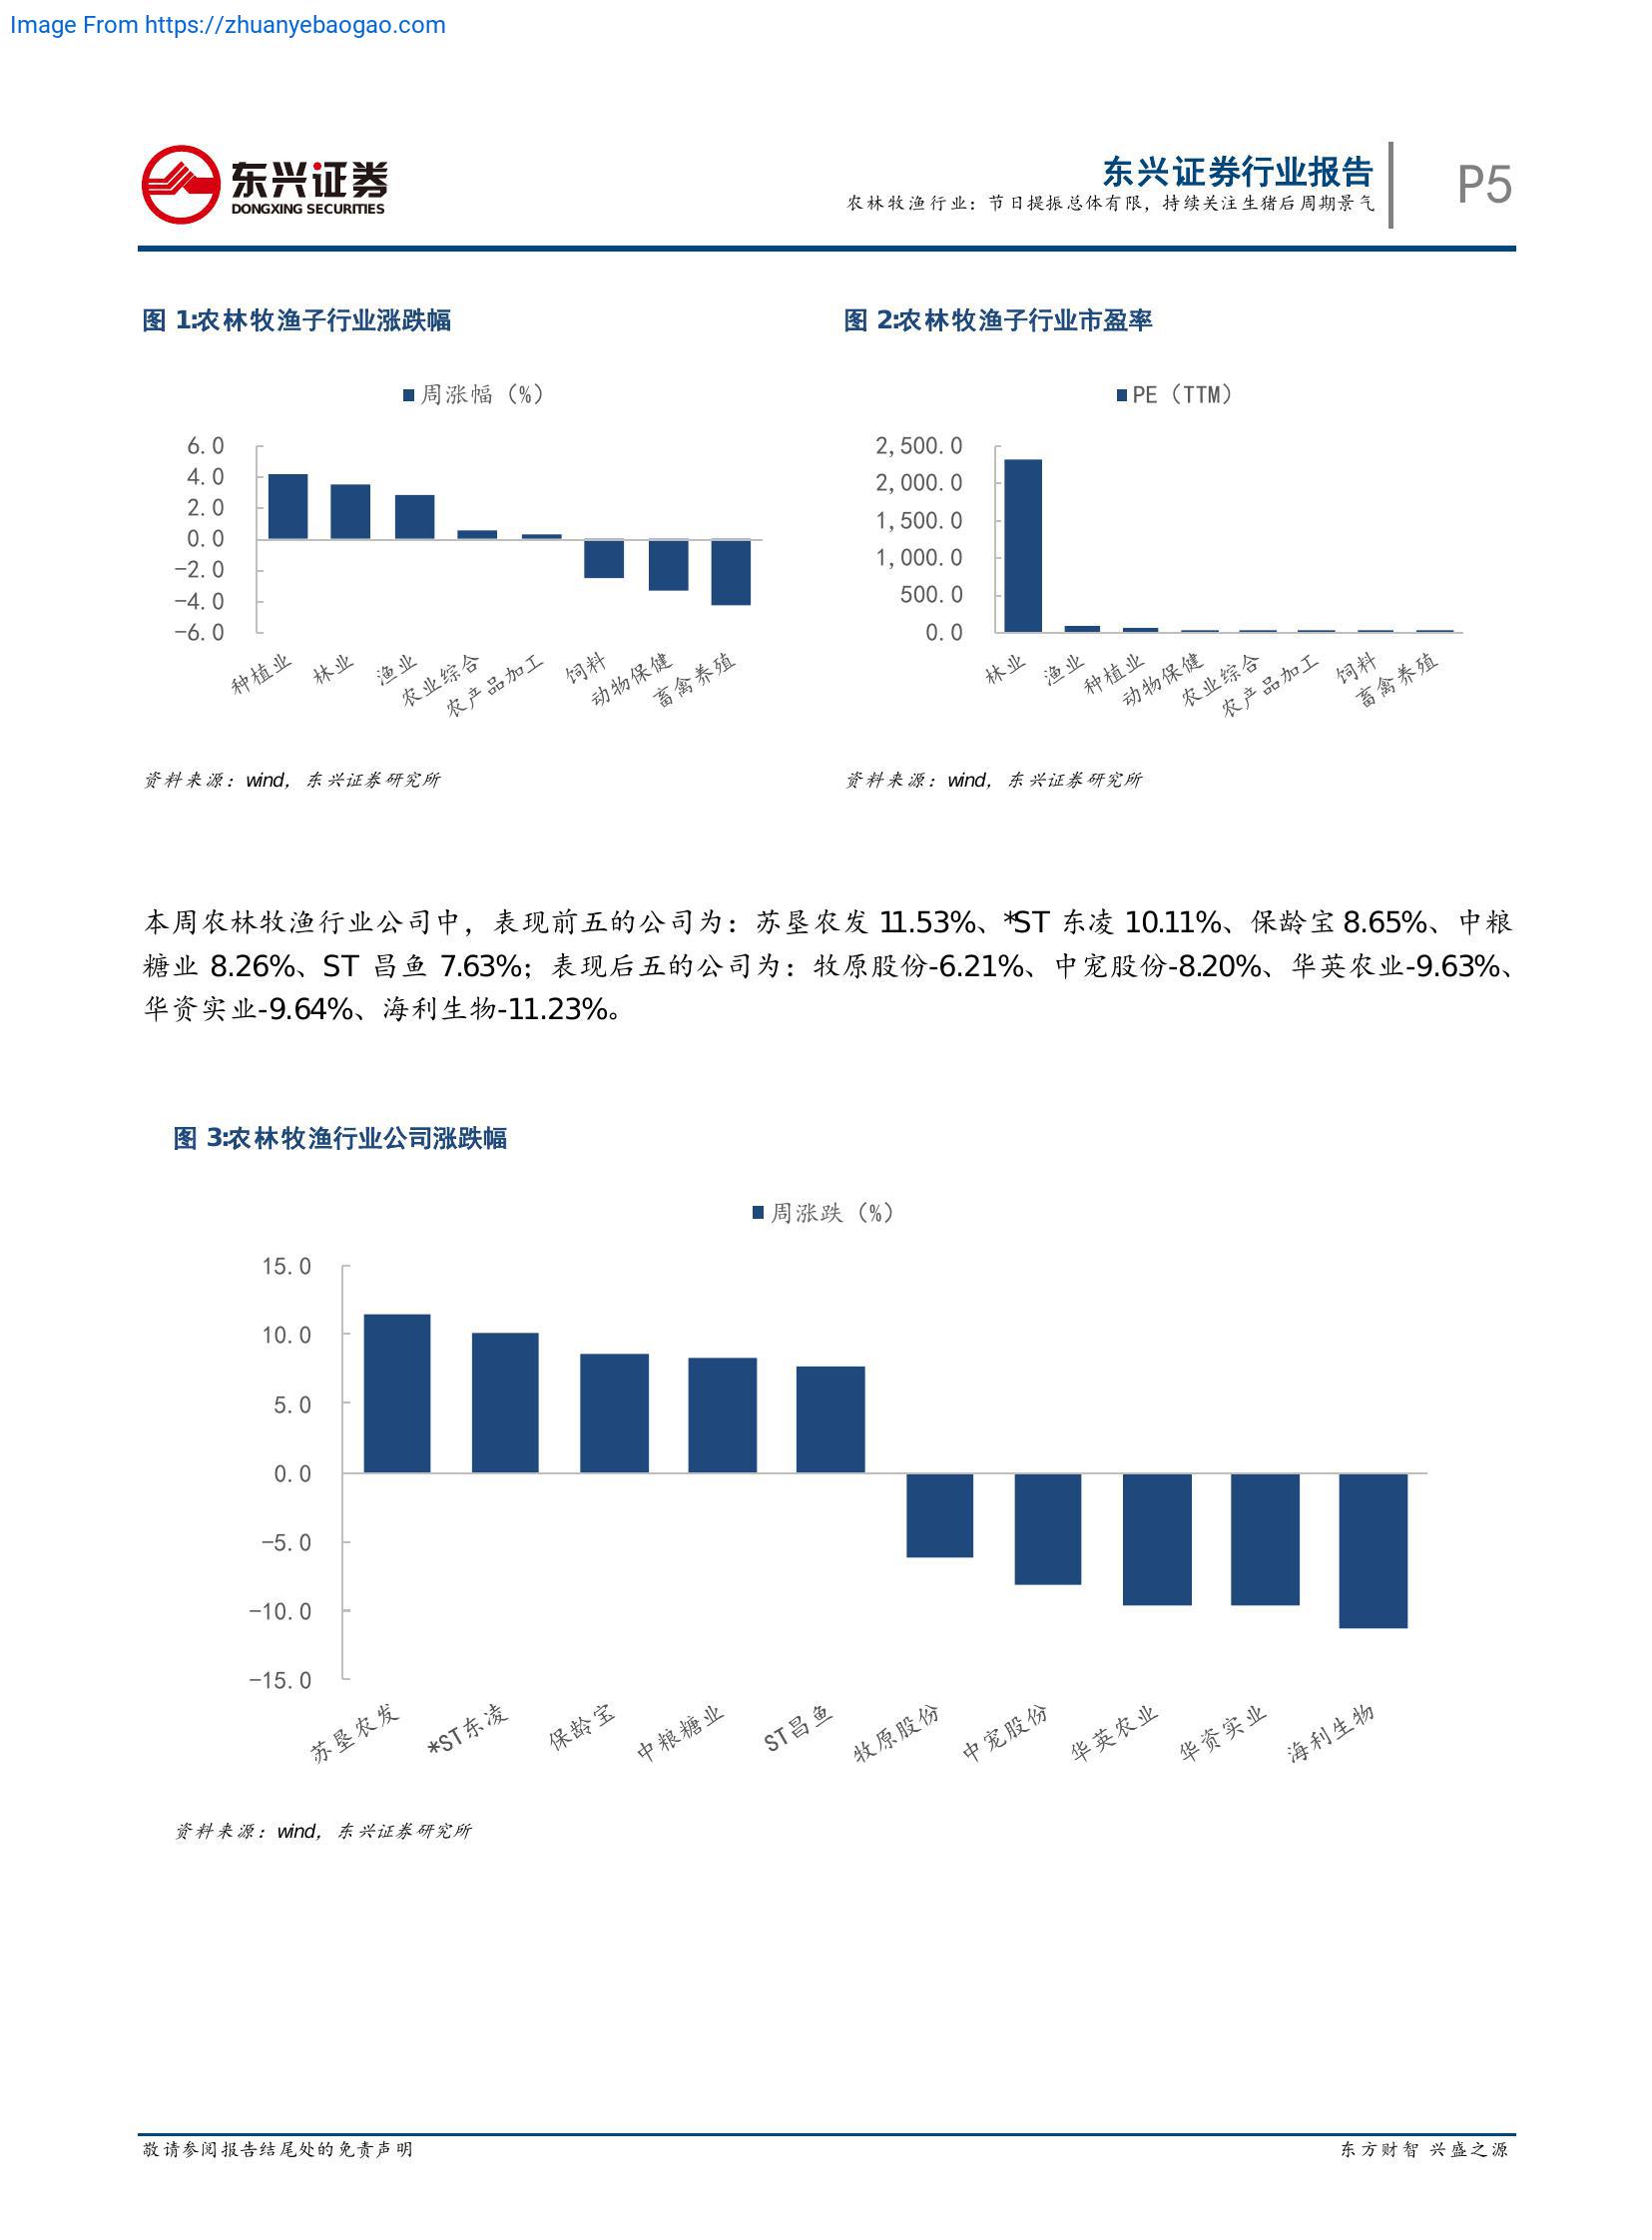 Image From https://zhuanyebaogao.com
东兴证券
DONGXING SECURITIES
东兴证券行业报告
农林牧渔行业：节日提振总体有限，持续关注生猪后周期景气
P5
图 1:农林牧渔子行业涨跌幅
周涨幅（%）
6.0
4.0
2.0
0.0
-2.0
-4.0
-6.0
种植业
林业
渔业
农业综合
农产品加工
饲料
动物保健
畜禽养殖
资料来源：wind，东兴证券研究所
图 2:农林牧渔子行业市盈率
PE（TTM）
2,500.0
2,000.0
1,500.0
1,000.0
500.0
0.0
林业
渔业
种植业
动物保健
农业综合
农产品加工
饲料
畜禽养殖
资料来源：wind，东兴证券研究所
本周农林牧渔行业公司中，表现前五的公司为：苏垦农发 11.53%、*ST 东凌 10.11%、保龄宝 8.65%、中粮
糖业 8.26%、ST 昌鱼 7.63%；表现后五的公司为：牧原股份-6.21%、中宠股份-8.20%、华英农业-9.63%、
华资实业-9.64%、海利生物-11.23%。
图 3:农林牧渔行业公司涨跌幅
周涨跌（%）
15.0
10.0
5.0
0.0
-5.0
-10.0
-15.0
苏垦农发
*ST东凌
保龄宝
中粮糖业
ST昌鱼
牧原股份
中宠股份
华英农业
华资实业
海利生物
资料来源：wind，东兴证券研究所
敬请参阅报告结尾处的免责声明
东方财智 兴盛之源